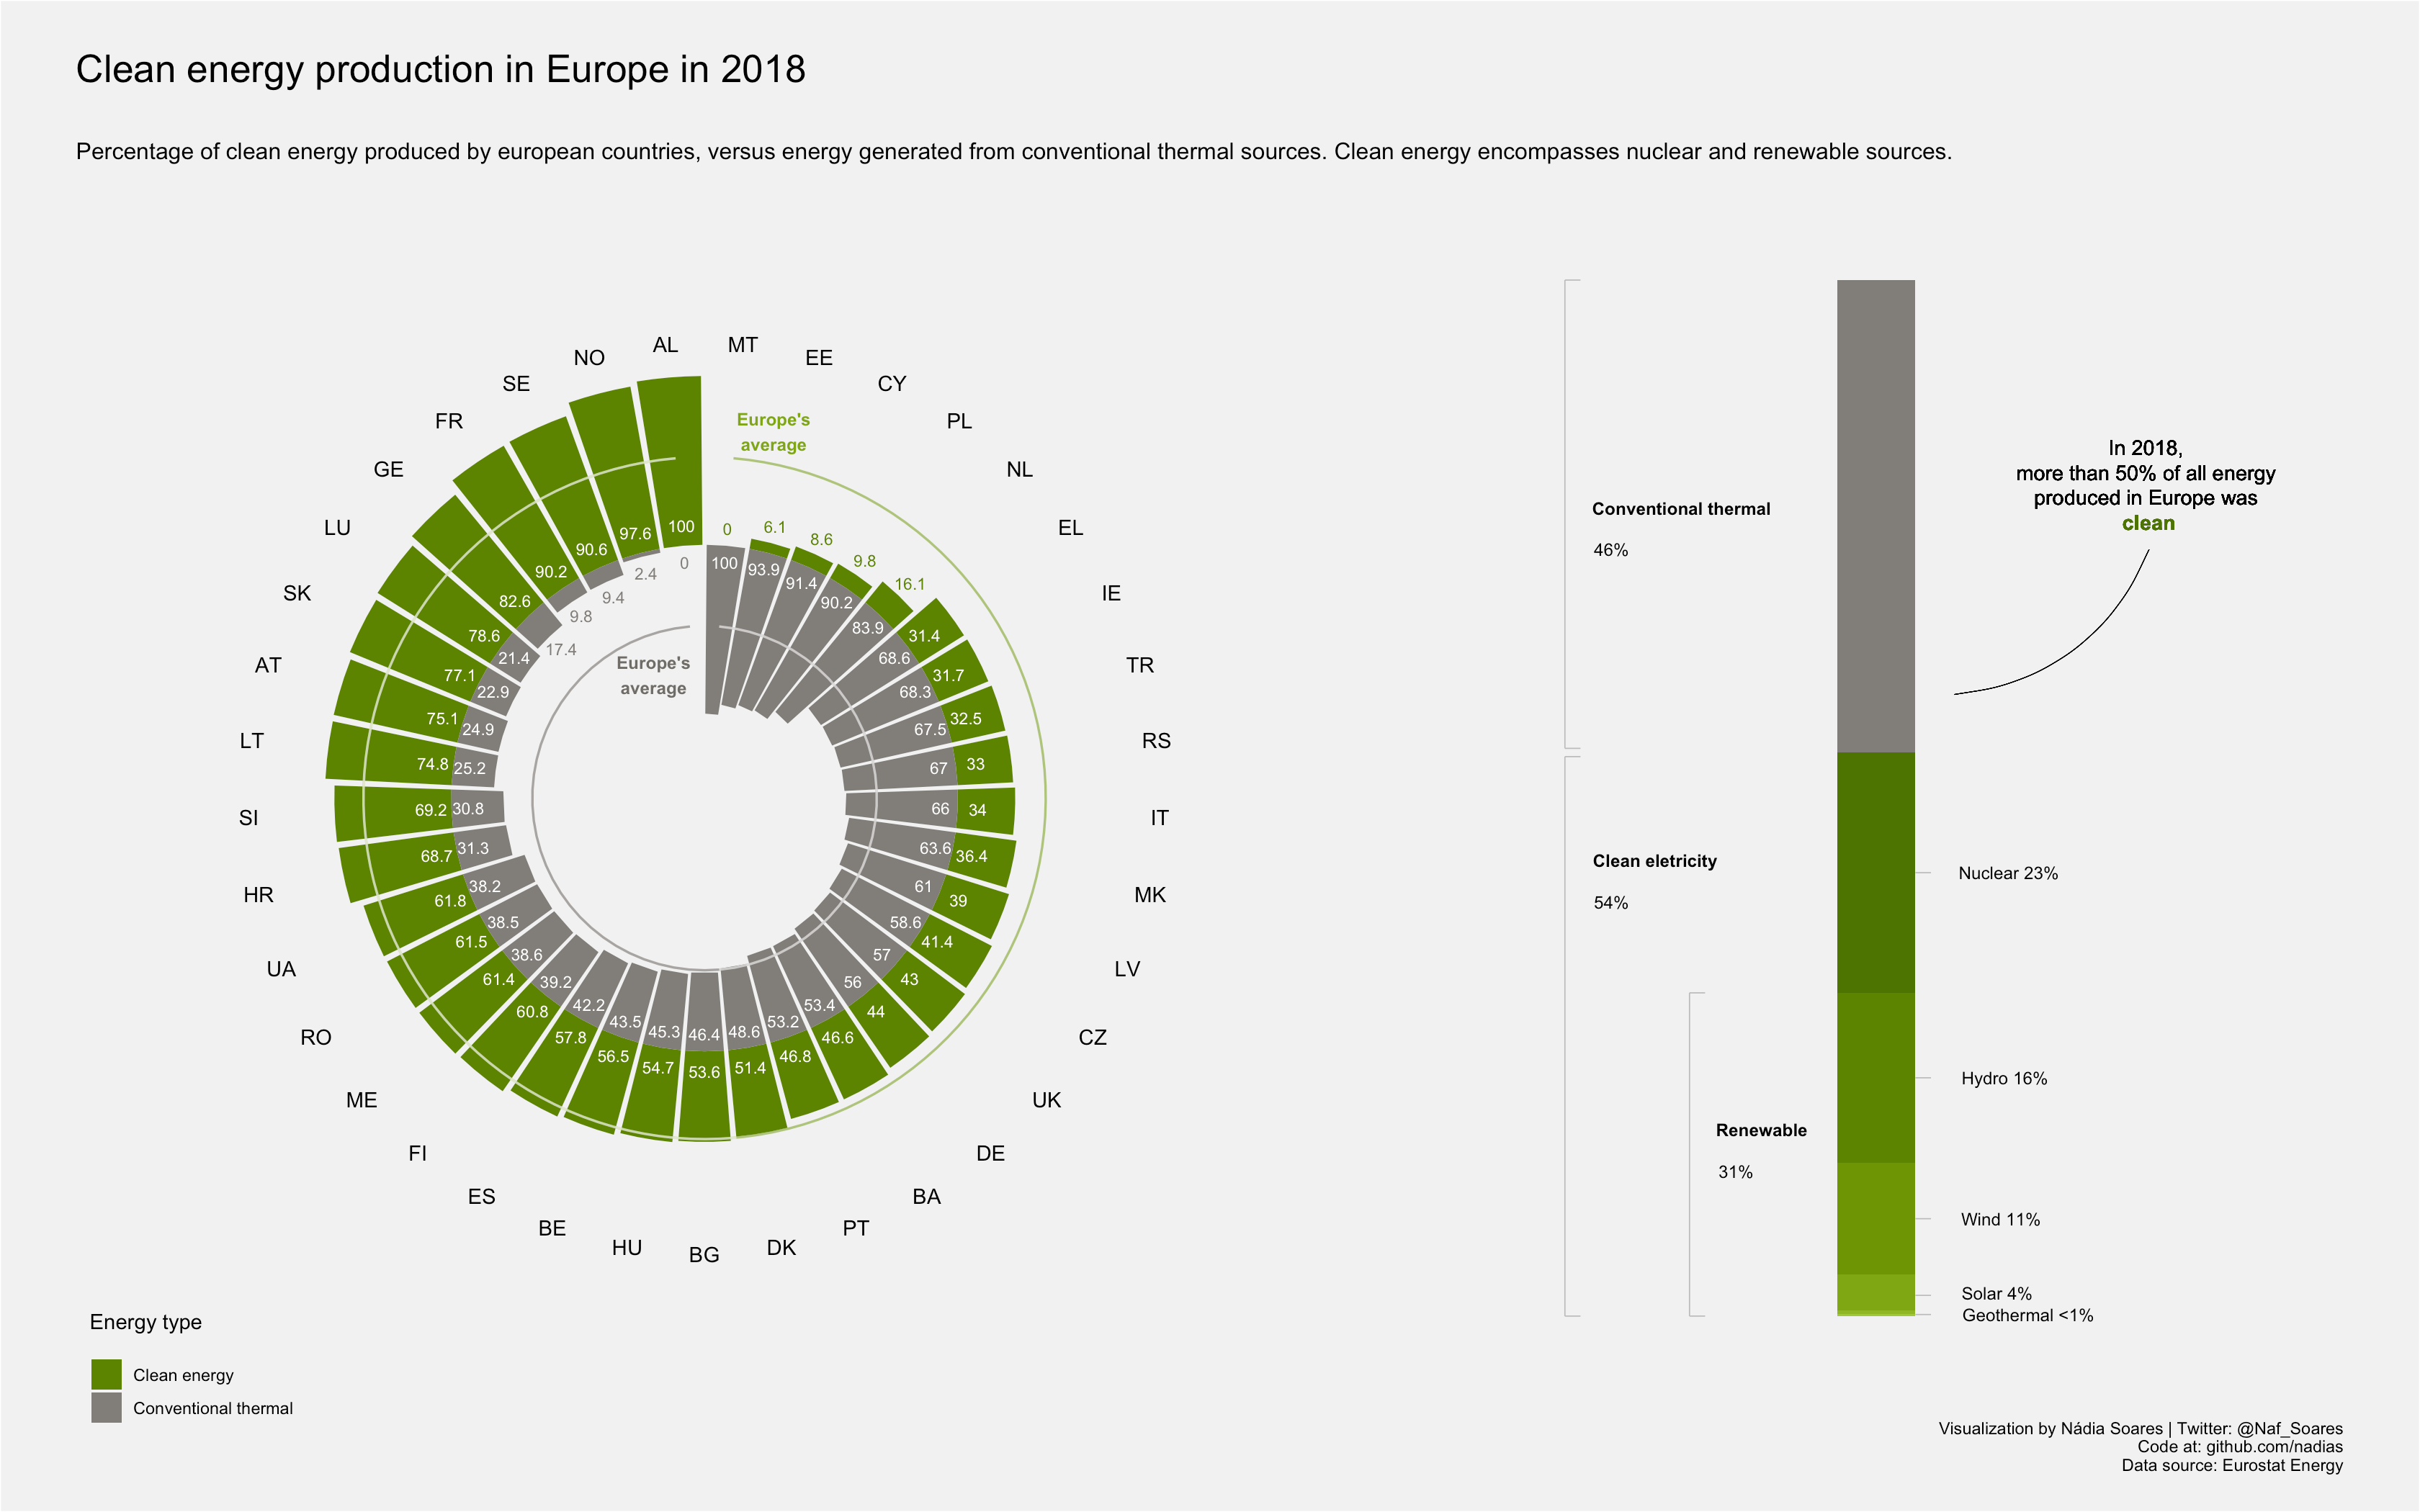 Clean energy production in Europe in 2018
Percentage of clean energy produced by european countries, versus energy generated from conventional thermal sources. Clean energy encompasses nuclear and renewable sources.
AL
MT
EE
CY
PL
NL
EL
IE
TR
RS
IT
MK
LV
CZ
UK
DE
BA
PT
DK
BG
HU
BE
ES
FI
ME
RO
UA
HR
SI
LT
AT
SK
LU
GE
FR
SE
NO
Europe's
average
0
6.1
8.6
9.8
16.1
31.4
31.7
32.5
33
34
36.4
39
41.4
43
44
46.6
46.8
51.4
53.6
54.7
56.5
57.8
60.8
61.4
61.5
61.8
68.7
69.2
74.8
75.1
77.1
78.6
82.6
90.2
90.6
97.6
100
100
93.9
91.4
90.2
83.9
68.6
68.3
67.5
67
66
63.6
61
58.6
57
56
53.4
53.2
48.6
46.4
45.3
43.5
42.2
39.2
38.6
38.5
38.2
31.3
30.8
25.2
24.9
22.9
21.4
17.4
9.8
9.4
2.4
0
Europe's
average
Energy type
Clean energy
Conventional thermal
Conventional thermal
46%
Clean eletricity
54%
Renewable
31%
Nuclear 23%
Hydro 16%
Wind 11%
Solar 4%
Geothermal <1%
In 2018,
more than 50% of all energy
produced in Europe was
clean
Visualization by Nádia Soares | Twitter: @Naf_Soares
Code at: github.com/nadias
Data source: Eurostat Energy